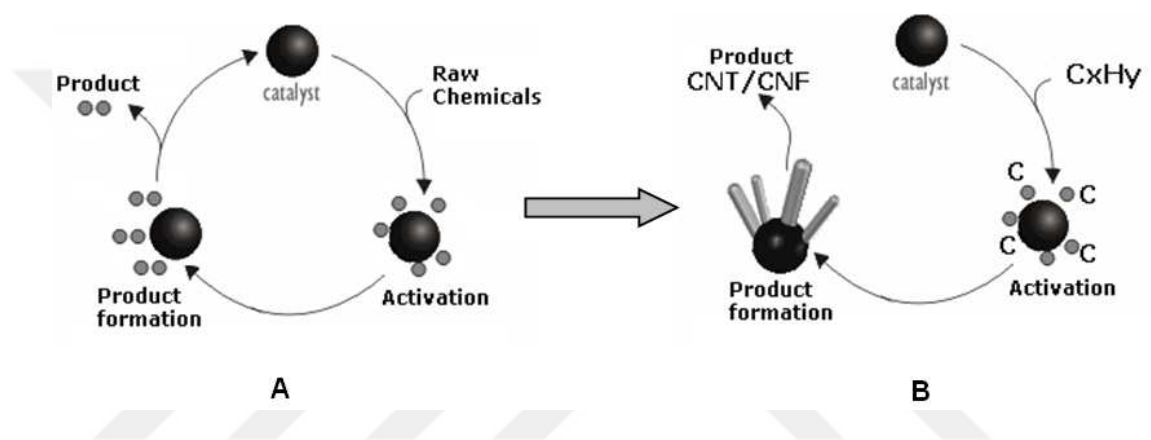 catalyst
Raw
Chemicals
Product
Activation
Product
formation
A
catalyst
CxHy
Product
CNT/CNF
C
C
C
C
Activation
Product
formation
B